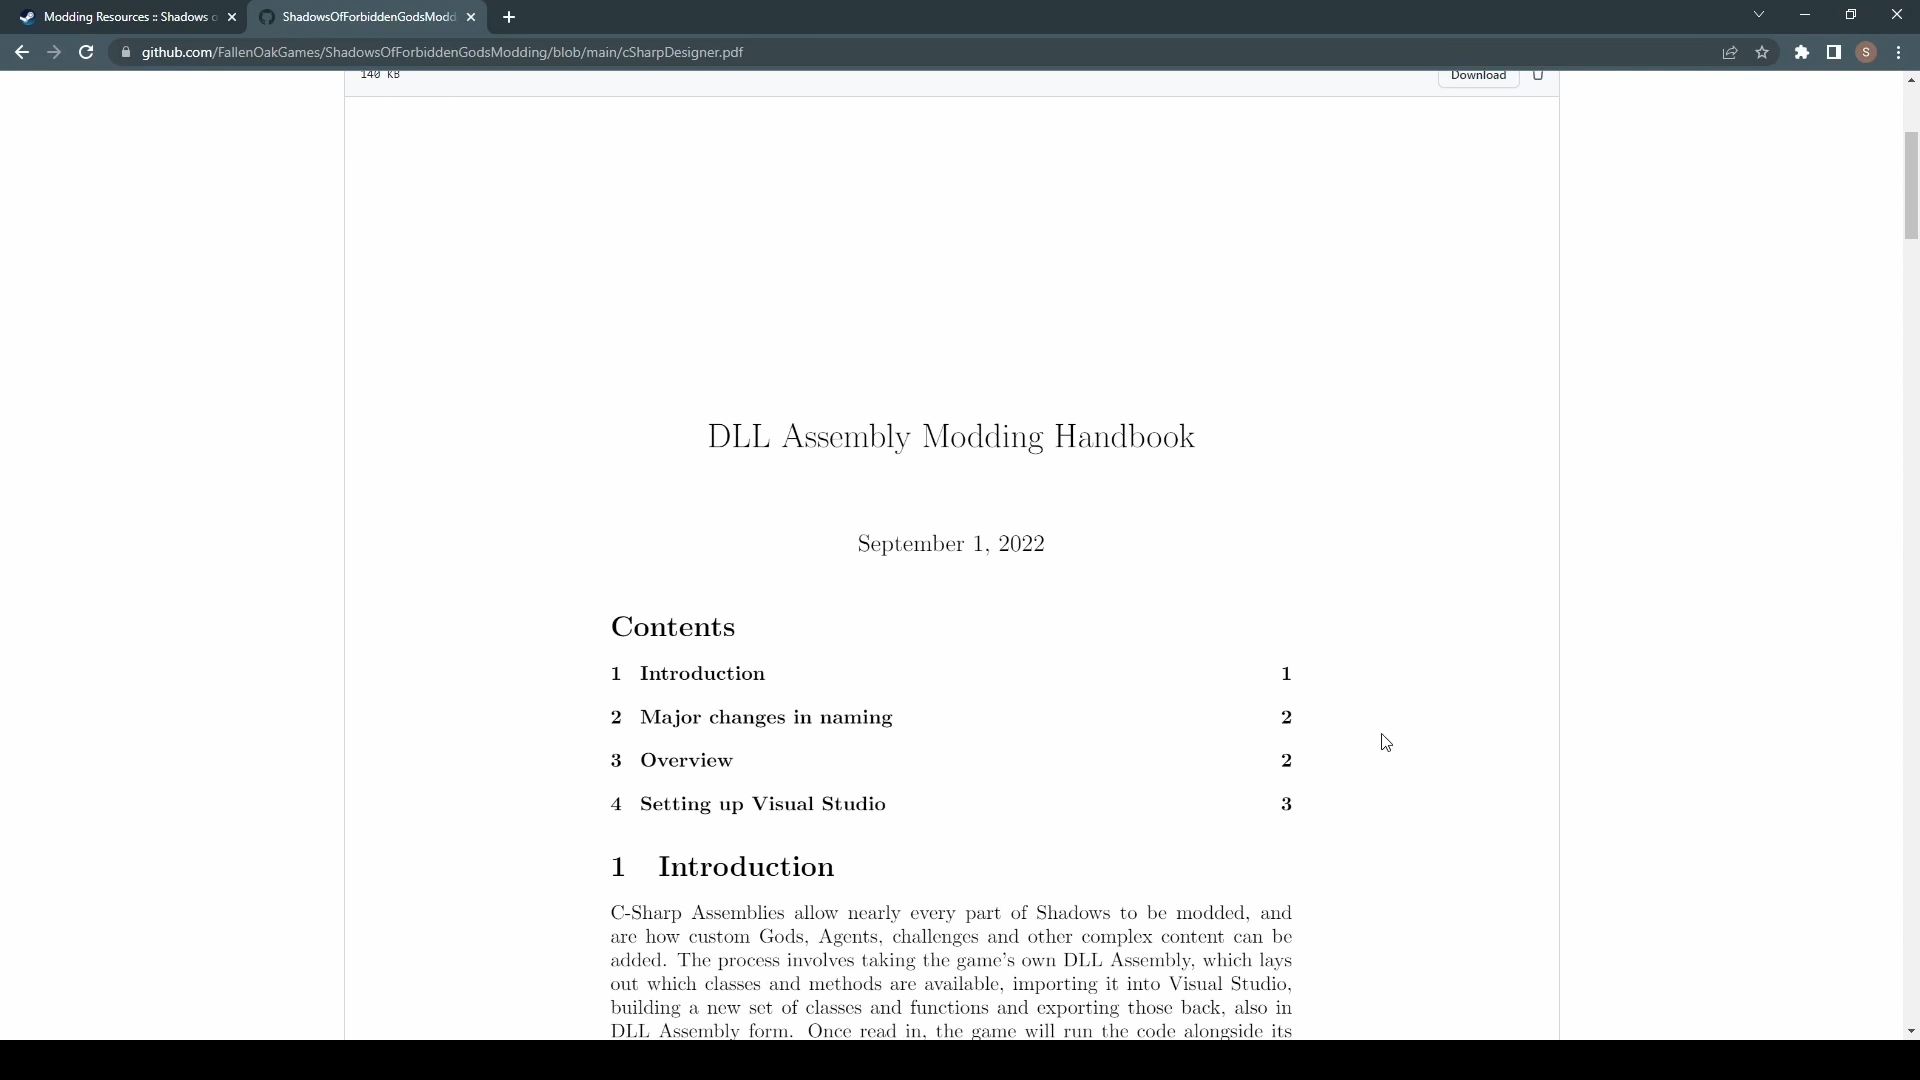 Modding Resources :: Shadows o
ShadowsOfForbiddenGodsModd
github.com/FallenOakGames/ShadowsOfForbiddenGodsModding/blob/main/cSharpDesigner.pdf
S
140 KB
Download
DLL Assembly Modding Handbook
September 1, 2022
Contents
1 Introduction 1
2 Major changes in naming 2
3 Overview 2
4 Setting up Visual Studio 3
1 Introduction
C-Sharp Assemblies allow nearly every part of Shadows to be modded, and
are how custom Gods, Agents, challenges and other complex content can be
added. The process involves taking the game's own DLL Assembly, which lays
out which classes and methods are available, importing it into Visual Studio,
building a new set of classes and functions and exporting those back, also in
DLL Assembly form. Once read in, the game will run the code alongside its